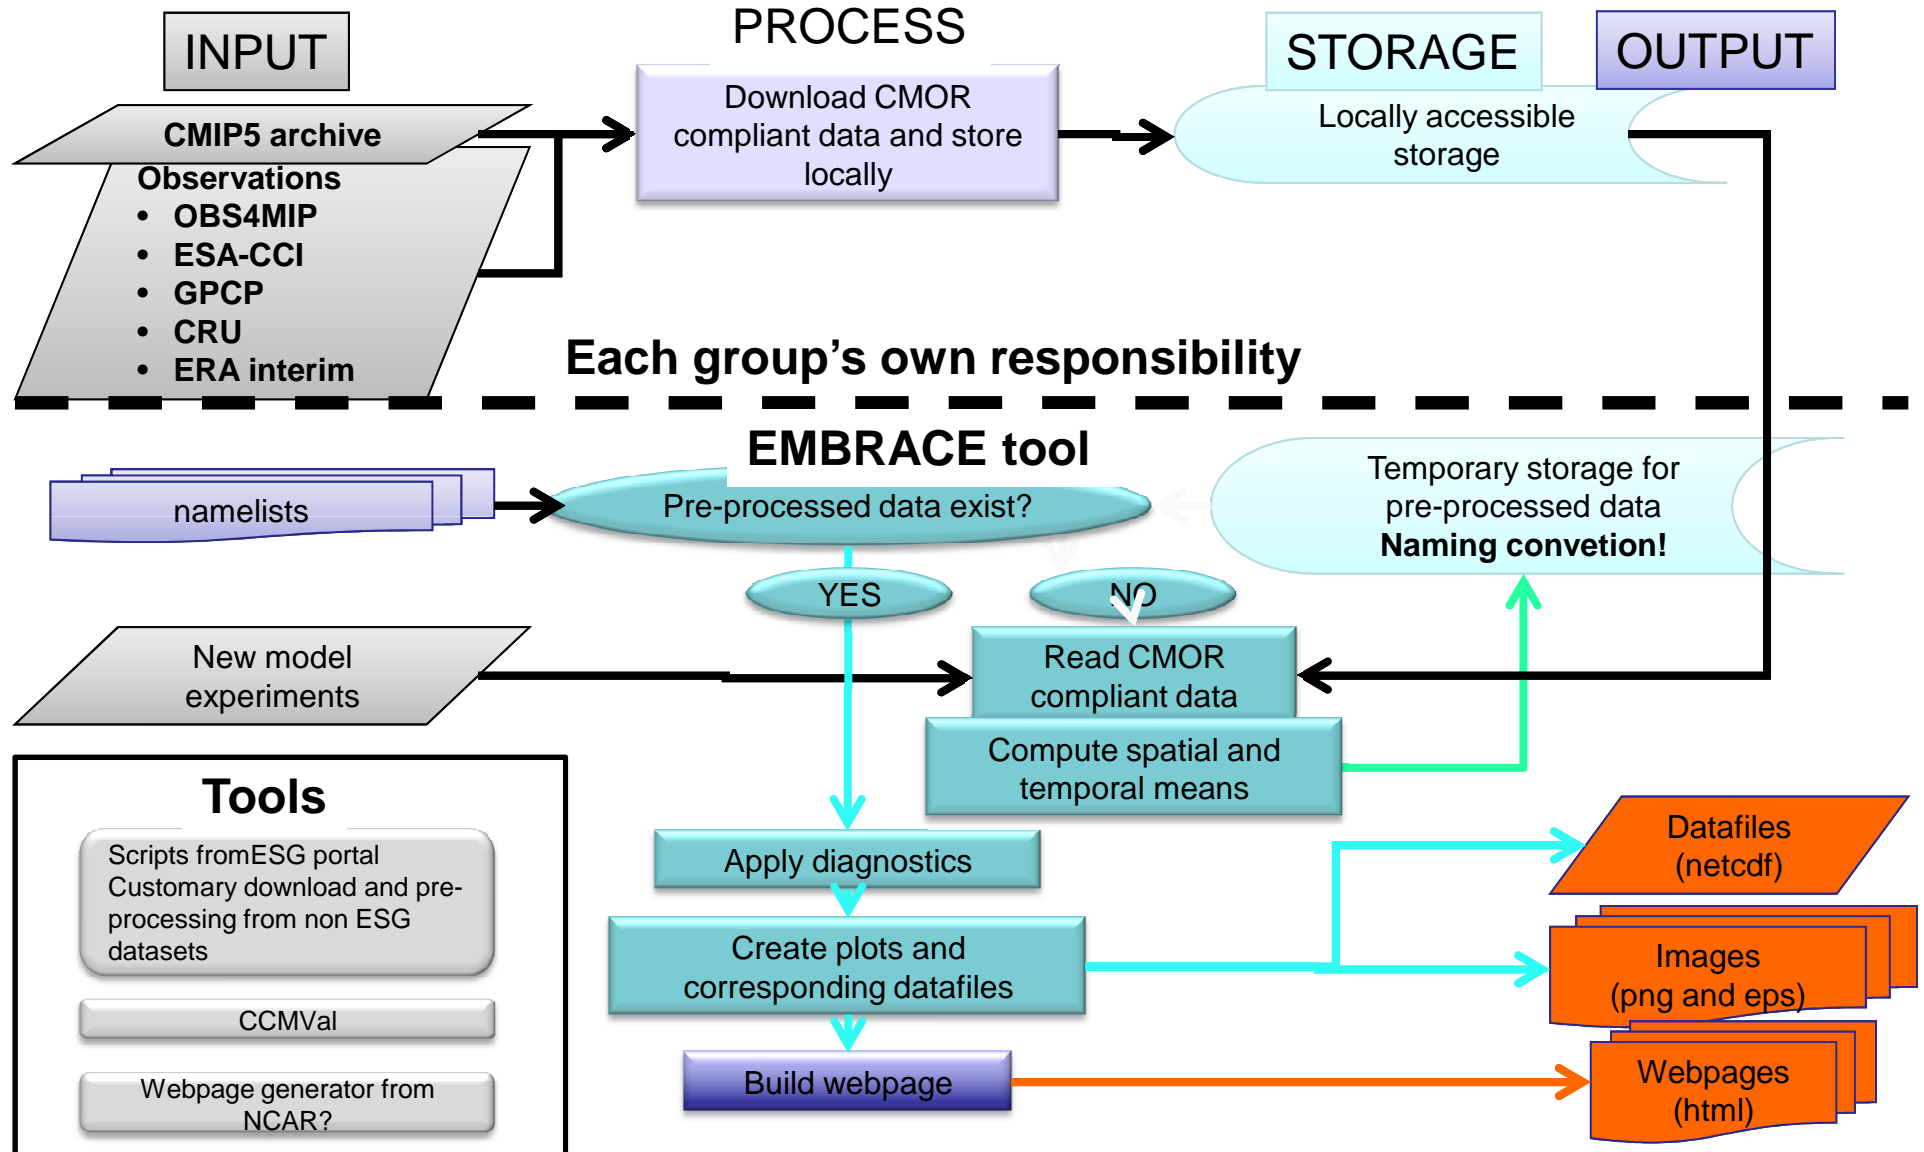 INPUT
PROCESS
STORAGE
OUTPUT
CMIP5 archive
Download CMOR
compliant data and store
locally
Locally accessible
storage
Observations
• OBS4MIP
• ESA-CCI
• GPCP
• CRU
• ERA interim
Each group's own responsibility
EMBRACE tool
namelists
Pre-processed data exist?
Temporary storage for
pre-processed data
Naming convetion!
YES
NO
New model
experiments
Read CMOR
compliant data
Compute spatial and
temporal means
Tools
Scripts fromESG portal
Customary download and pre-
processing from non ESG
datasets
CCMVal
Webpage generator from
NCAR?
Apply diagnostics
Create plots and
corresponding datafiles
Build webpage
Datafiles
(netcdf)
Images
(png and eps)
Webpages
(html)